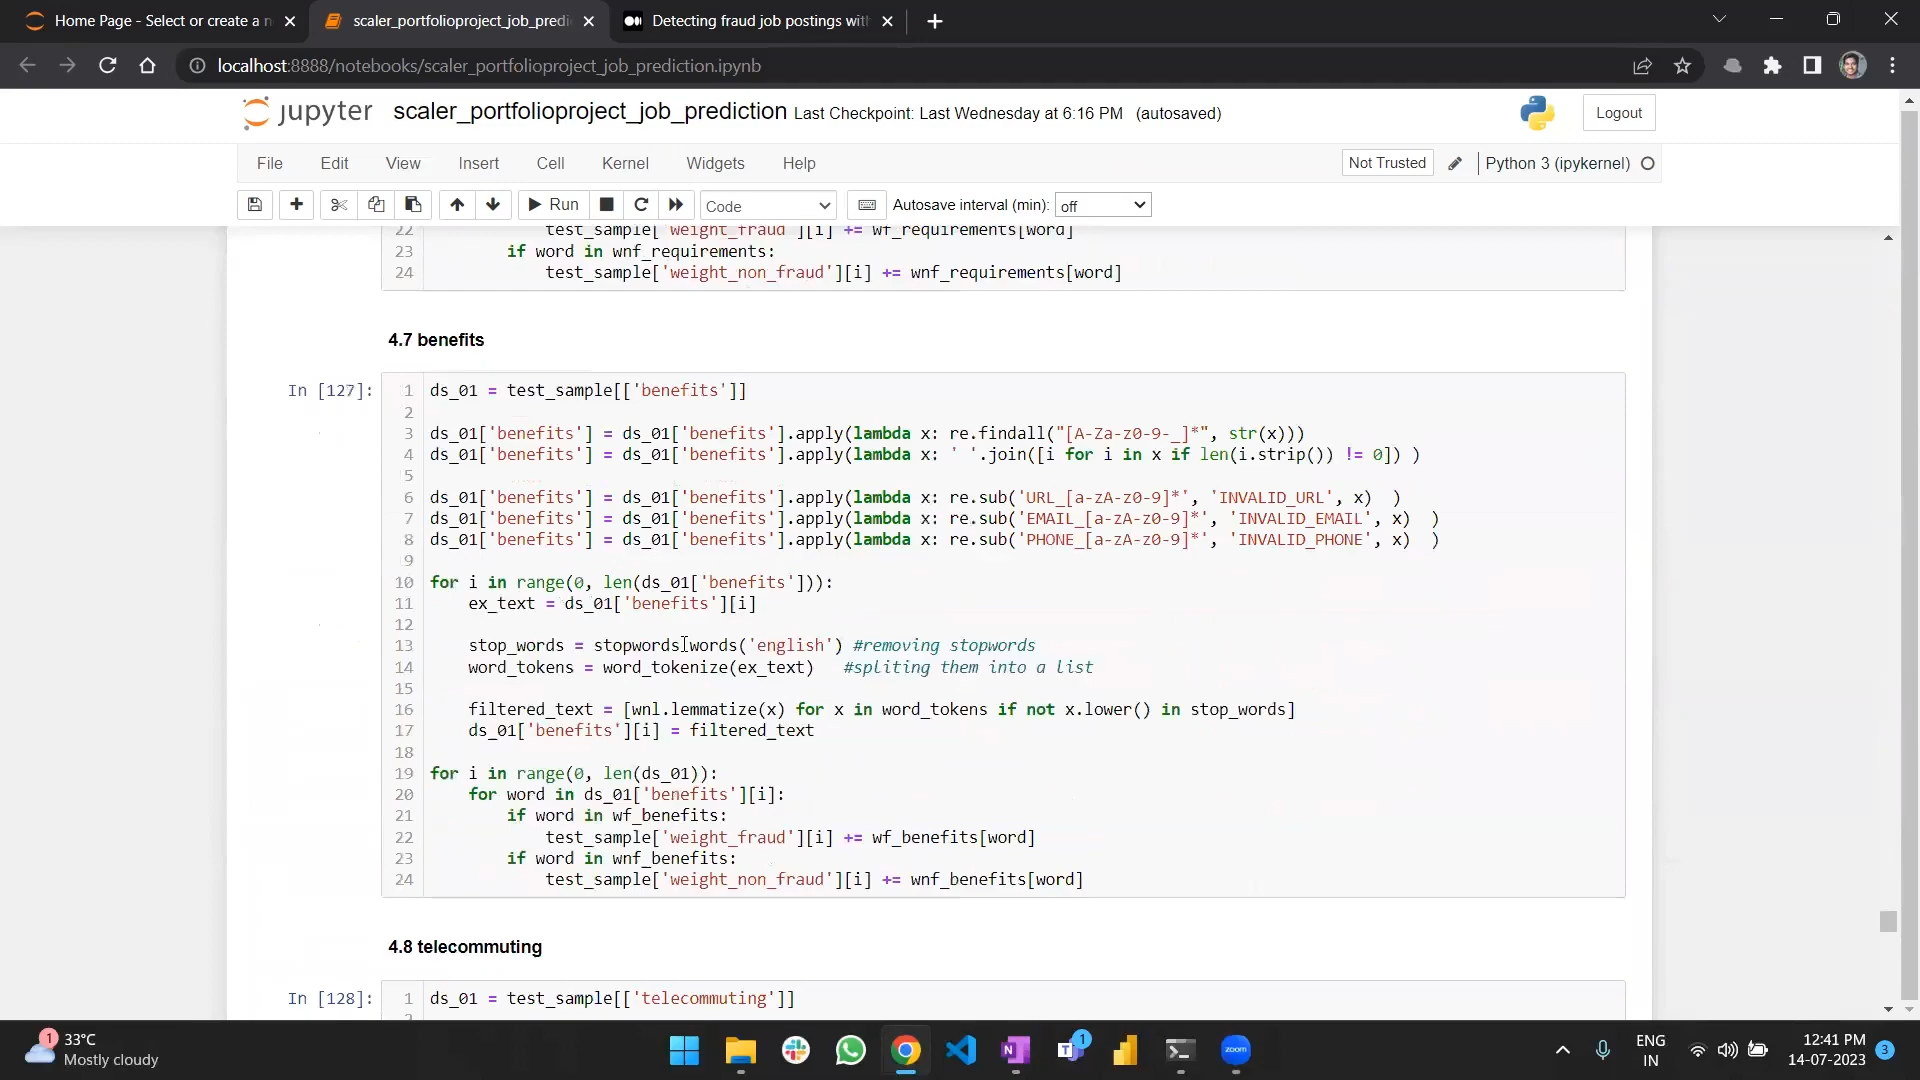 Home Page - Select or create a n
scaler_portfolioproject_job_predi
Detecting fraud job postings with
localhost:8888/notebooks/scaler_portfolioproject_job_prediction.ipynb
jupyter scaler_portfolioproject_job_prediction Last Checkpoint: Last Wednesday at 6:16 PM (autosaved)
Logout
File Edit View Insert Cell Kernel Widgets Help
Not Trusted Python 3 (ipykernel)
Run Code Autosave interval (min): off
22 test_sample['weight_fraud'][i] += wf_requirements[word]
23 if word in wnf_requirements:
24 test_sample['weight_non_fraud'][i] += wnf_requirements[word]
4.7 benefits
In [127]:
1 ds_01 = test_sample[['benefits']]
2
3 ds_01['benefits'] = ds_01['benefits'].apply(lambda x: re.findall("[A-Za-z0-9-_]*", str(x)))
4 ds_01['benefits'] = ds_01['benefits'].apply(lambda x: ' '.join([i for i in x if len(i.strip()) != 0]) )
5
6 ds_01['benefits'] = ds_01['benefits'].apply(lambda x: re.sub('URL_[a-zA-z0-9]*', 'INVALID_URL', x) )
7 ds_01['benefits'] = ds_01['benefits'].apply(lambda x: re.sub('EMAIL_[a-zA-z0-9]*', 'INVALID_EMAIL', x) )
8 ds_01['benefits'] = ds_01['benefits'].apply(lambda x: re.sub('PHONE_[a-zA-z0-9]*', 'INVALID_PHONE', x) )
9
10 for i in range(0, len(ds_01['benefits'])):
11 ex_text = ds_01['benefits'][i]
12
13 stop_words = stopwords.words('english') #removing stopwords
14 word_tokens = word_tokenize(ex_text) #spliting them into a list
15
16 filtered_text = [wnl.lemmatize(x) for x in word_tokens if not x.lower() in stop_words]
17 ds_01['benefits'][i] = filtered_text
18
19 for i in range(0, len(ds_01)):
20 for word in ds_01['benefits'][i]:
21 if word in wf_benefits:
22 test_sample['weight_fraud'][i] += wf_benefits[word]
23 if word in wnf_benefits:
24 test_sample['weight_non_fraud'][i] += wnf_benefits[word]
4.8 telecommuting
In [128]:
1 ds_01 = test_sample[['telecommuting']]
1
33°C
Mostly cloudy
N
T
1
zoom
ENG
IN
12:41 PM
14-07-2023
3